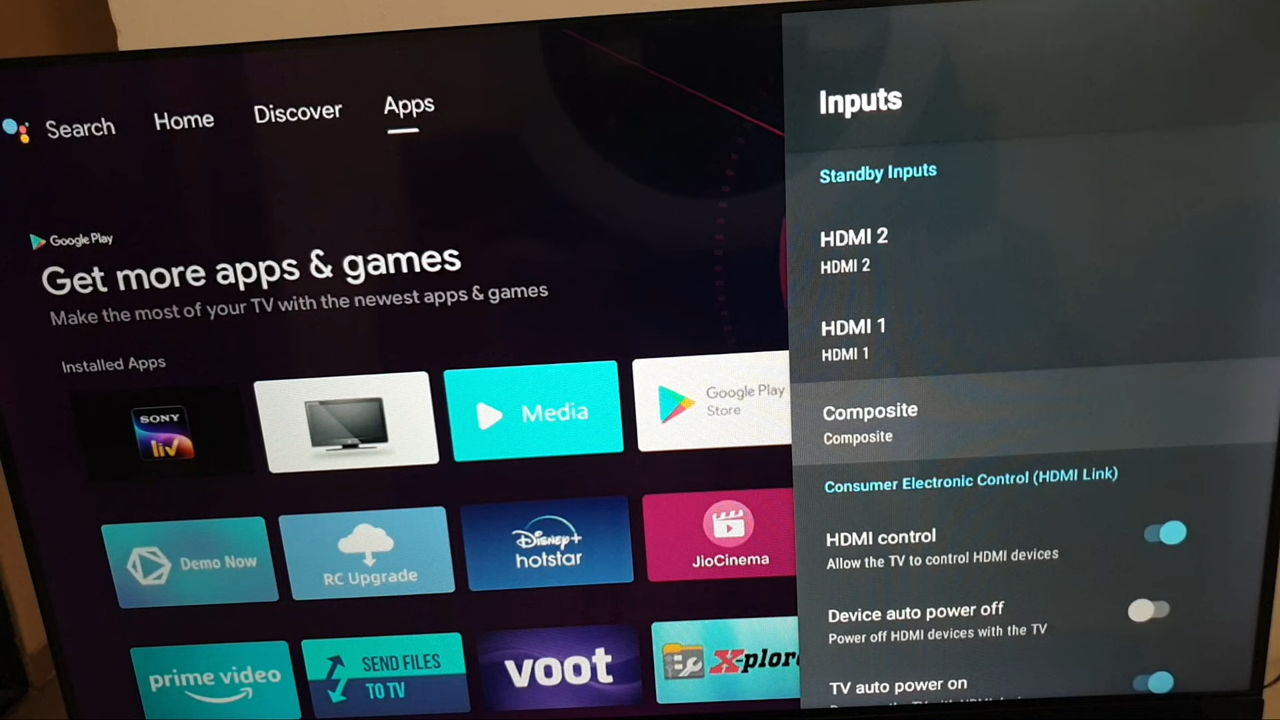 Search
Home
Discover
Apps
Google Play
Get more apps & games
Make the most of your TV with the newest apps & games
Installed Apps
SONY
liv
Media
Google Play
Store
Demo Now
RC Upgrade
Disney+
hotstar
JioCinema
prime video
SEND FILES
TO TV
voot
X-plor
Inputs
Standby Inputs
HDMI 2
HDMI 2
HDMI 1
HDMI 1
Composite
Composite
Consumer Electronic Control (HDMI Link)
HDMI control
Allow the TV to control HDMI devices
Device auto power off
Power off HDMI devices with the TV
TV auto power on